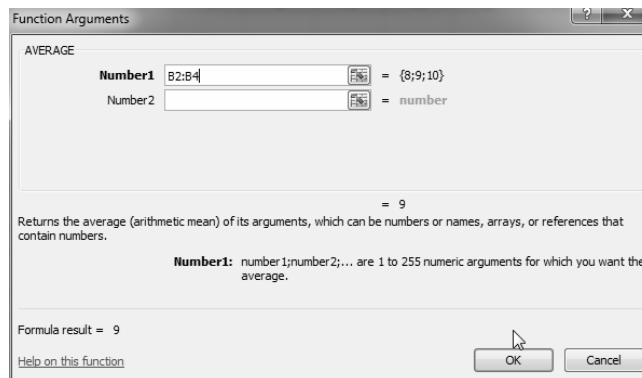 Function Arguments
? X
AVERAGE
Number1 B2:B4 = {8;9;10}
Number2 = number
= 9
Returns the average (arithmetic mean) of its arguments, which can be numbers or names, arrays, or references that
contain numbers.
Number1: number1;number2;... are 1 to 255 numeric arguments for which you want the
average.
Formula result = 9
Help on this function
OK Cancel